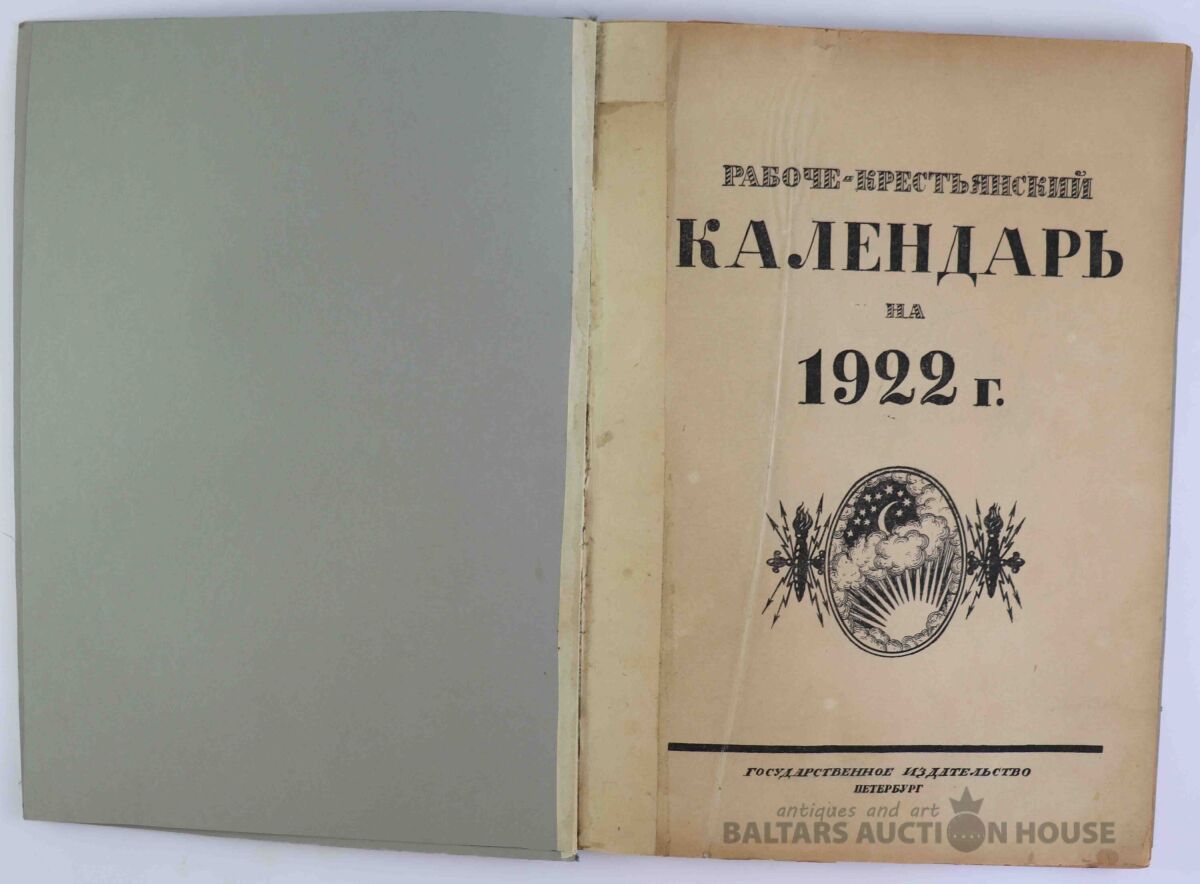 РАБОЧЕ-КРЕСТЬЯНСКИЙ
КАЛЕНДАРЬ
НА
1922 г.
ГОСУДАРСТВЕННОЕ ИЗДАТЕЛЬСТВО
ПЕТЕРБУРГ
antiques and art
BALTARS AUCTION HOUSE